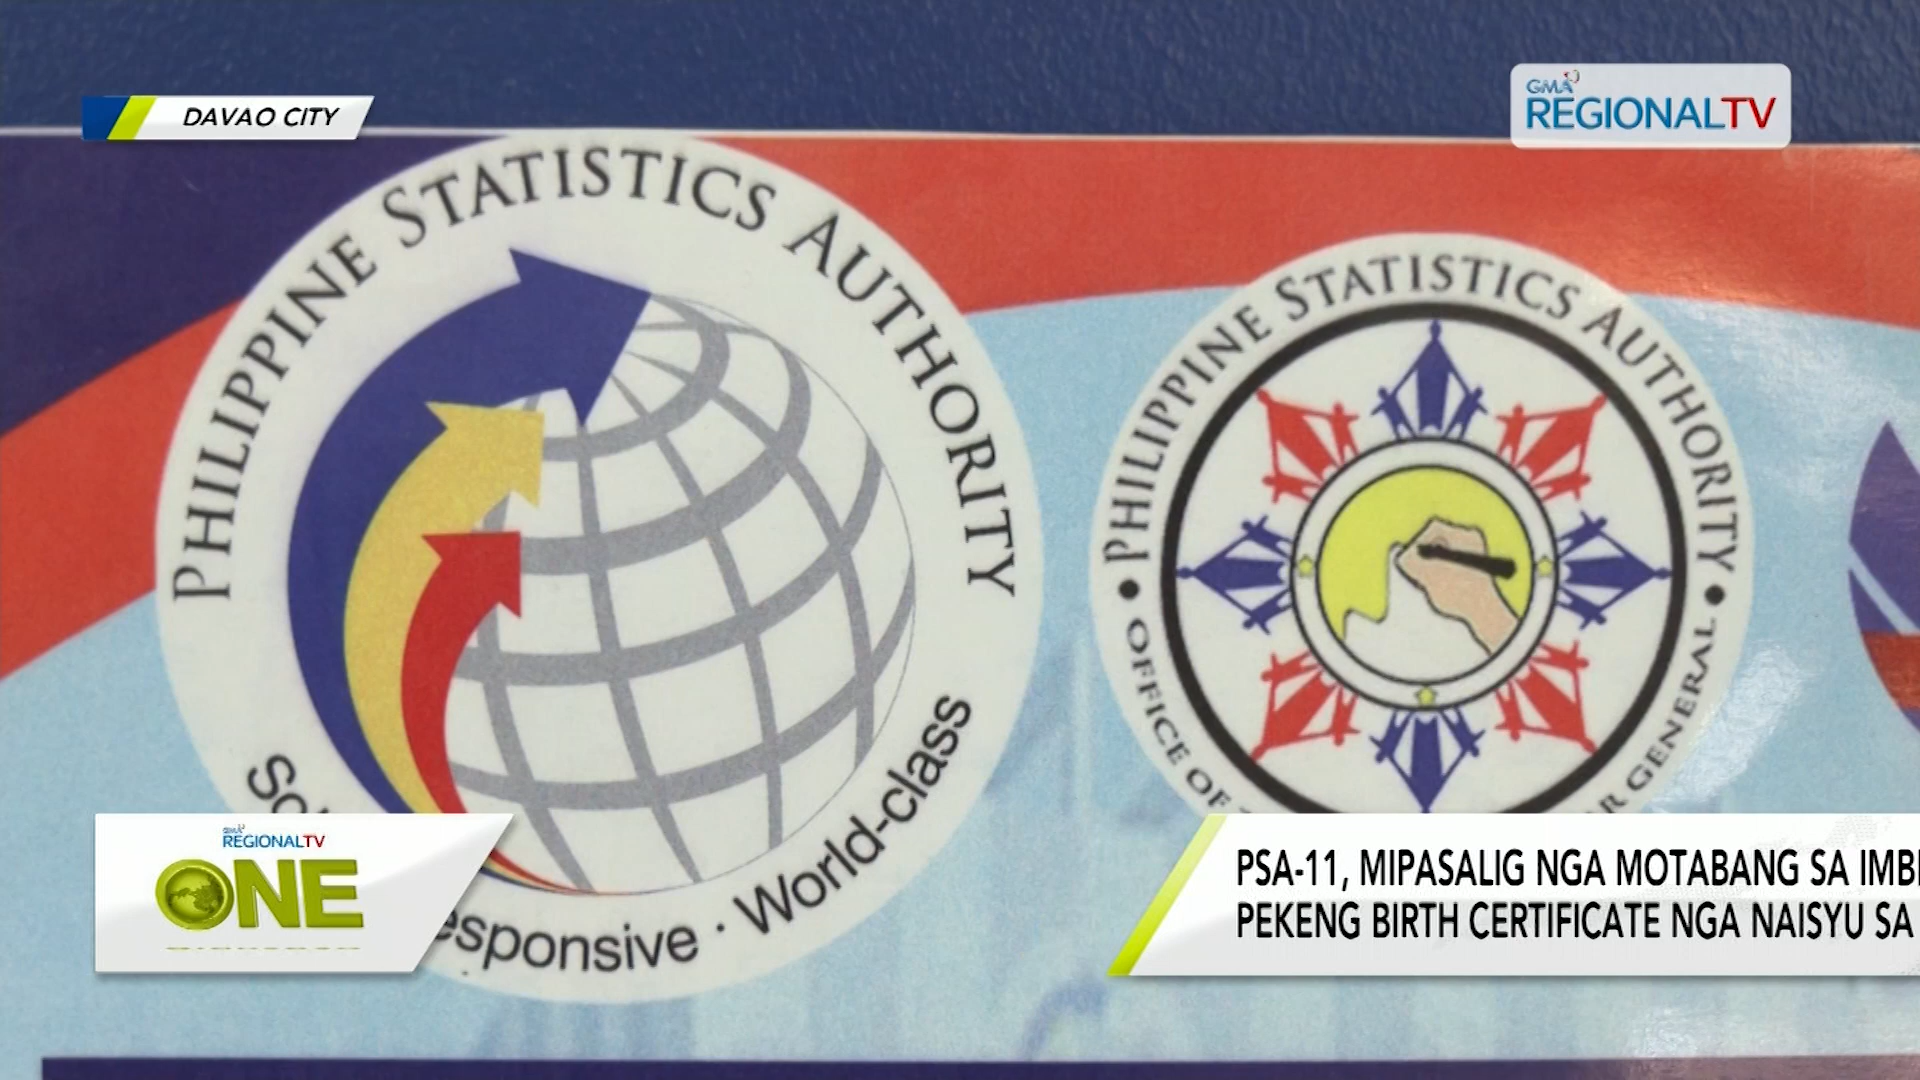 DAVAO CITY
GMA
REGIONALTV
PHILIPPINE STATISTICS AUTHORITY
esponsive · World-class
• PHILIPPINE STATISTICS AUTHORITY •
OFFICE OF
GENERAL
GMA
REGIONALTV
ONE
PSA-11, MIPASALIG NGA MOTABANG SA IMB
PEKENG BIRTH CERTIFICATE NGA NAISYU SA